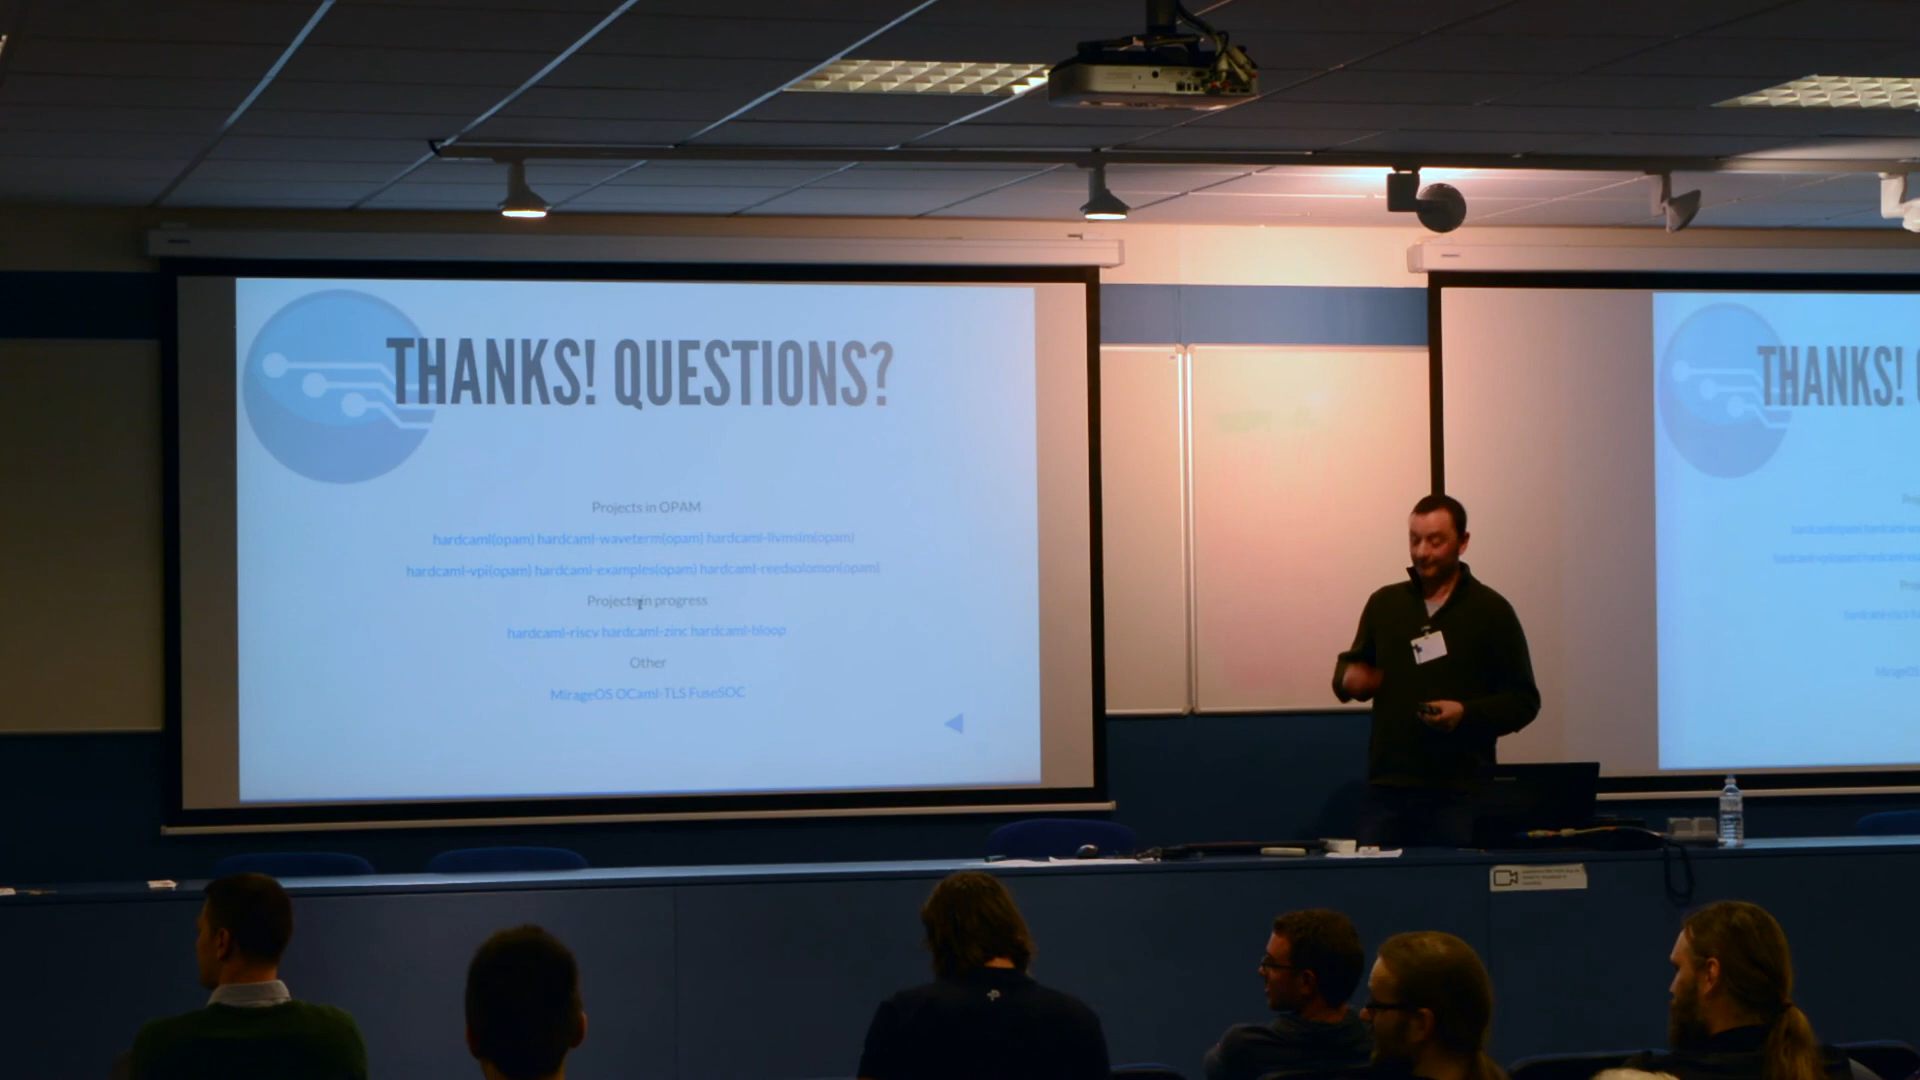 THANKS! QUESTIONS?
Projects in OPAM
hardcaml(opam) hardcaml-waveterm(opam) hardcaml-llvmsim(opam)
hardcaml-vpi(opam) hardcaml-examples(opam) hardcaml-reedsolomon(opam)
Projects in progress
hardcaml-riscv hardcaml-zinc hardcaml-bloop
Other
MirageOS OCaml-TLS FuseSOC
THANKS!